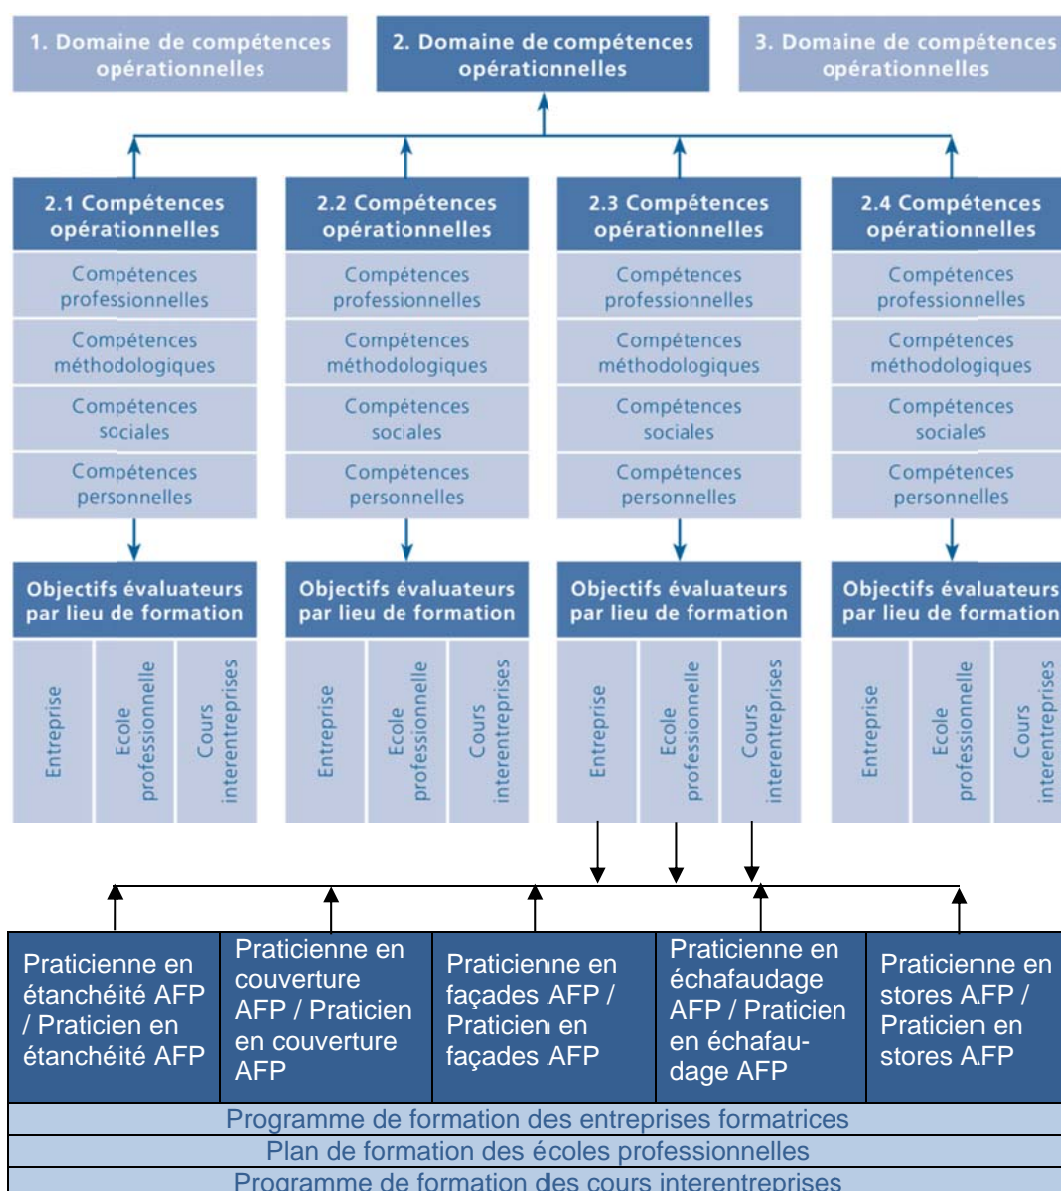 1. Domaine de compétences
opérationnelles
2. Domaine de compétences
opérationnelles
3. Domaine de compétences
opérationnelles
2.1 Compétences
opérationnelles
Compétences
professionnelles
Compétences
méthodologiques
Compétences
sociales
Compétences
personnelles
Objectifs évaluateurs
par lieu de formation
Entreprise
Ecole
professionnelle
Cours
interentreprises
2.2 Compétences
opérationnelles
Compétences
professionnelles
Compétences
méthodologiques
Compétences
sociales
Compétences
personnelles
Objectifs évaluateurs
par lieu de formation
Entreprise
Ecole
professionnelle
Cours
interentreprises
2.3 Compétences
opérationnelles
Compétences
professionnelles
Compétences
méthodologiques
Compétences
sociales
Compétences
personnelles
Objectifs évaluateurs
par lieu de formation
Entreprise
Ecole
professionnelle
Cours
interentreprises
2.4 Compétences
opérationnelles
Compétences
professionnelles
Compétences
méthodologiques
Compétences
sociales
Compétences
personnelles
Objectifs évaluateurs
par lieu de formation
Entreprise
Ecole
professionnelle
Cours
interentreprises
Praticienne en
étanchéité AFP
/ Praticien en
étanchéité AFP
Praticienne en
couverture
AFP / Praticien
en couverture
AFP
Praticienne en
façades AFP /
Praticien en
façades AFP
Praticienne en
échafaudage
AFP / Praticien
en échafau-
dage AFP
Praticienne en
stores AFP /
Praticien en
stores AFP
Programme de formation des entreprises formatrices
Plan de formation des écoles professionnelles
Programme de formation des cours interentreprises